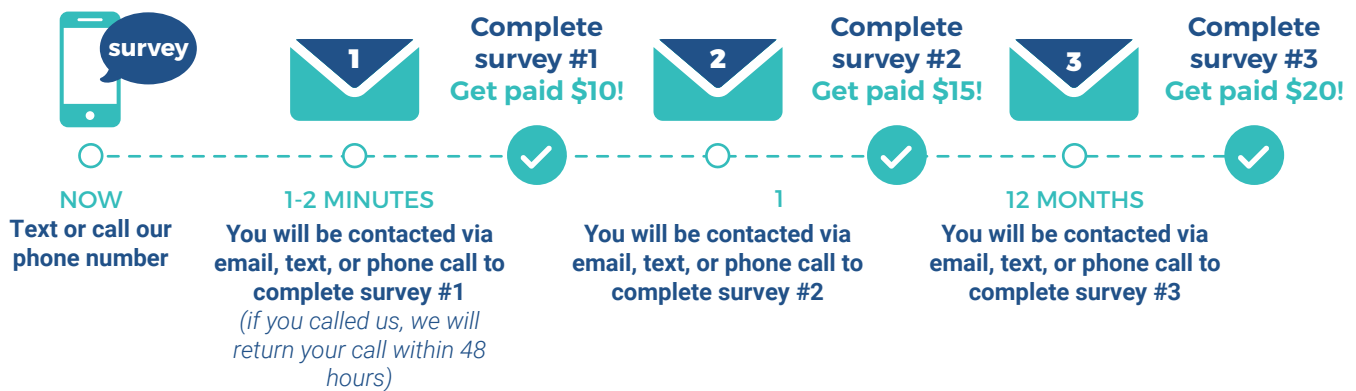 survey
1
Complete
survey #1
Get paid $10!
2
Complete
survey #2
Get paid $15!
3
Complete
survey #3
Get paid $20!
NOW
Text or call our
phone number
1-2 MINUTES
You will be contacted via
email, text, or phone call to
complete survey #1
(if you called us, we will
return your call within 48
hours)
1
You will be contacted via
email, text, or phone call to
complete survey #2
12 MONTHS
You will be contacted via
email, text, or phone call to
complete survey #3